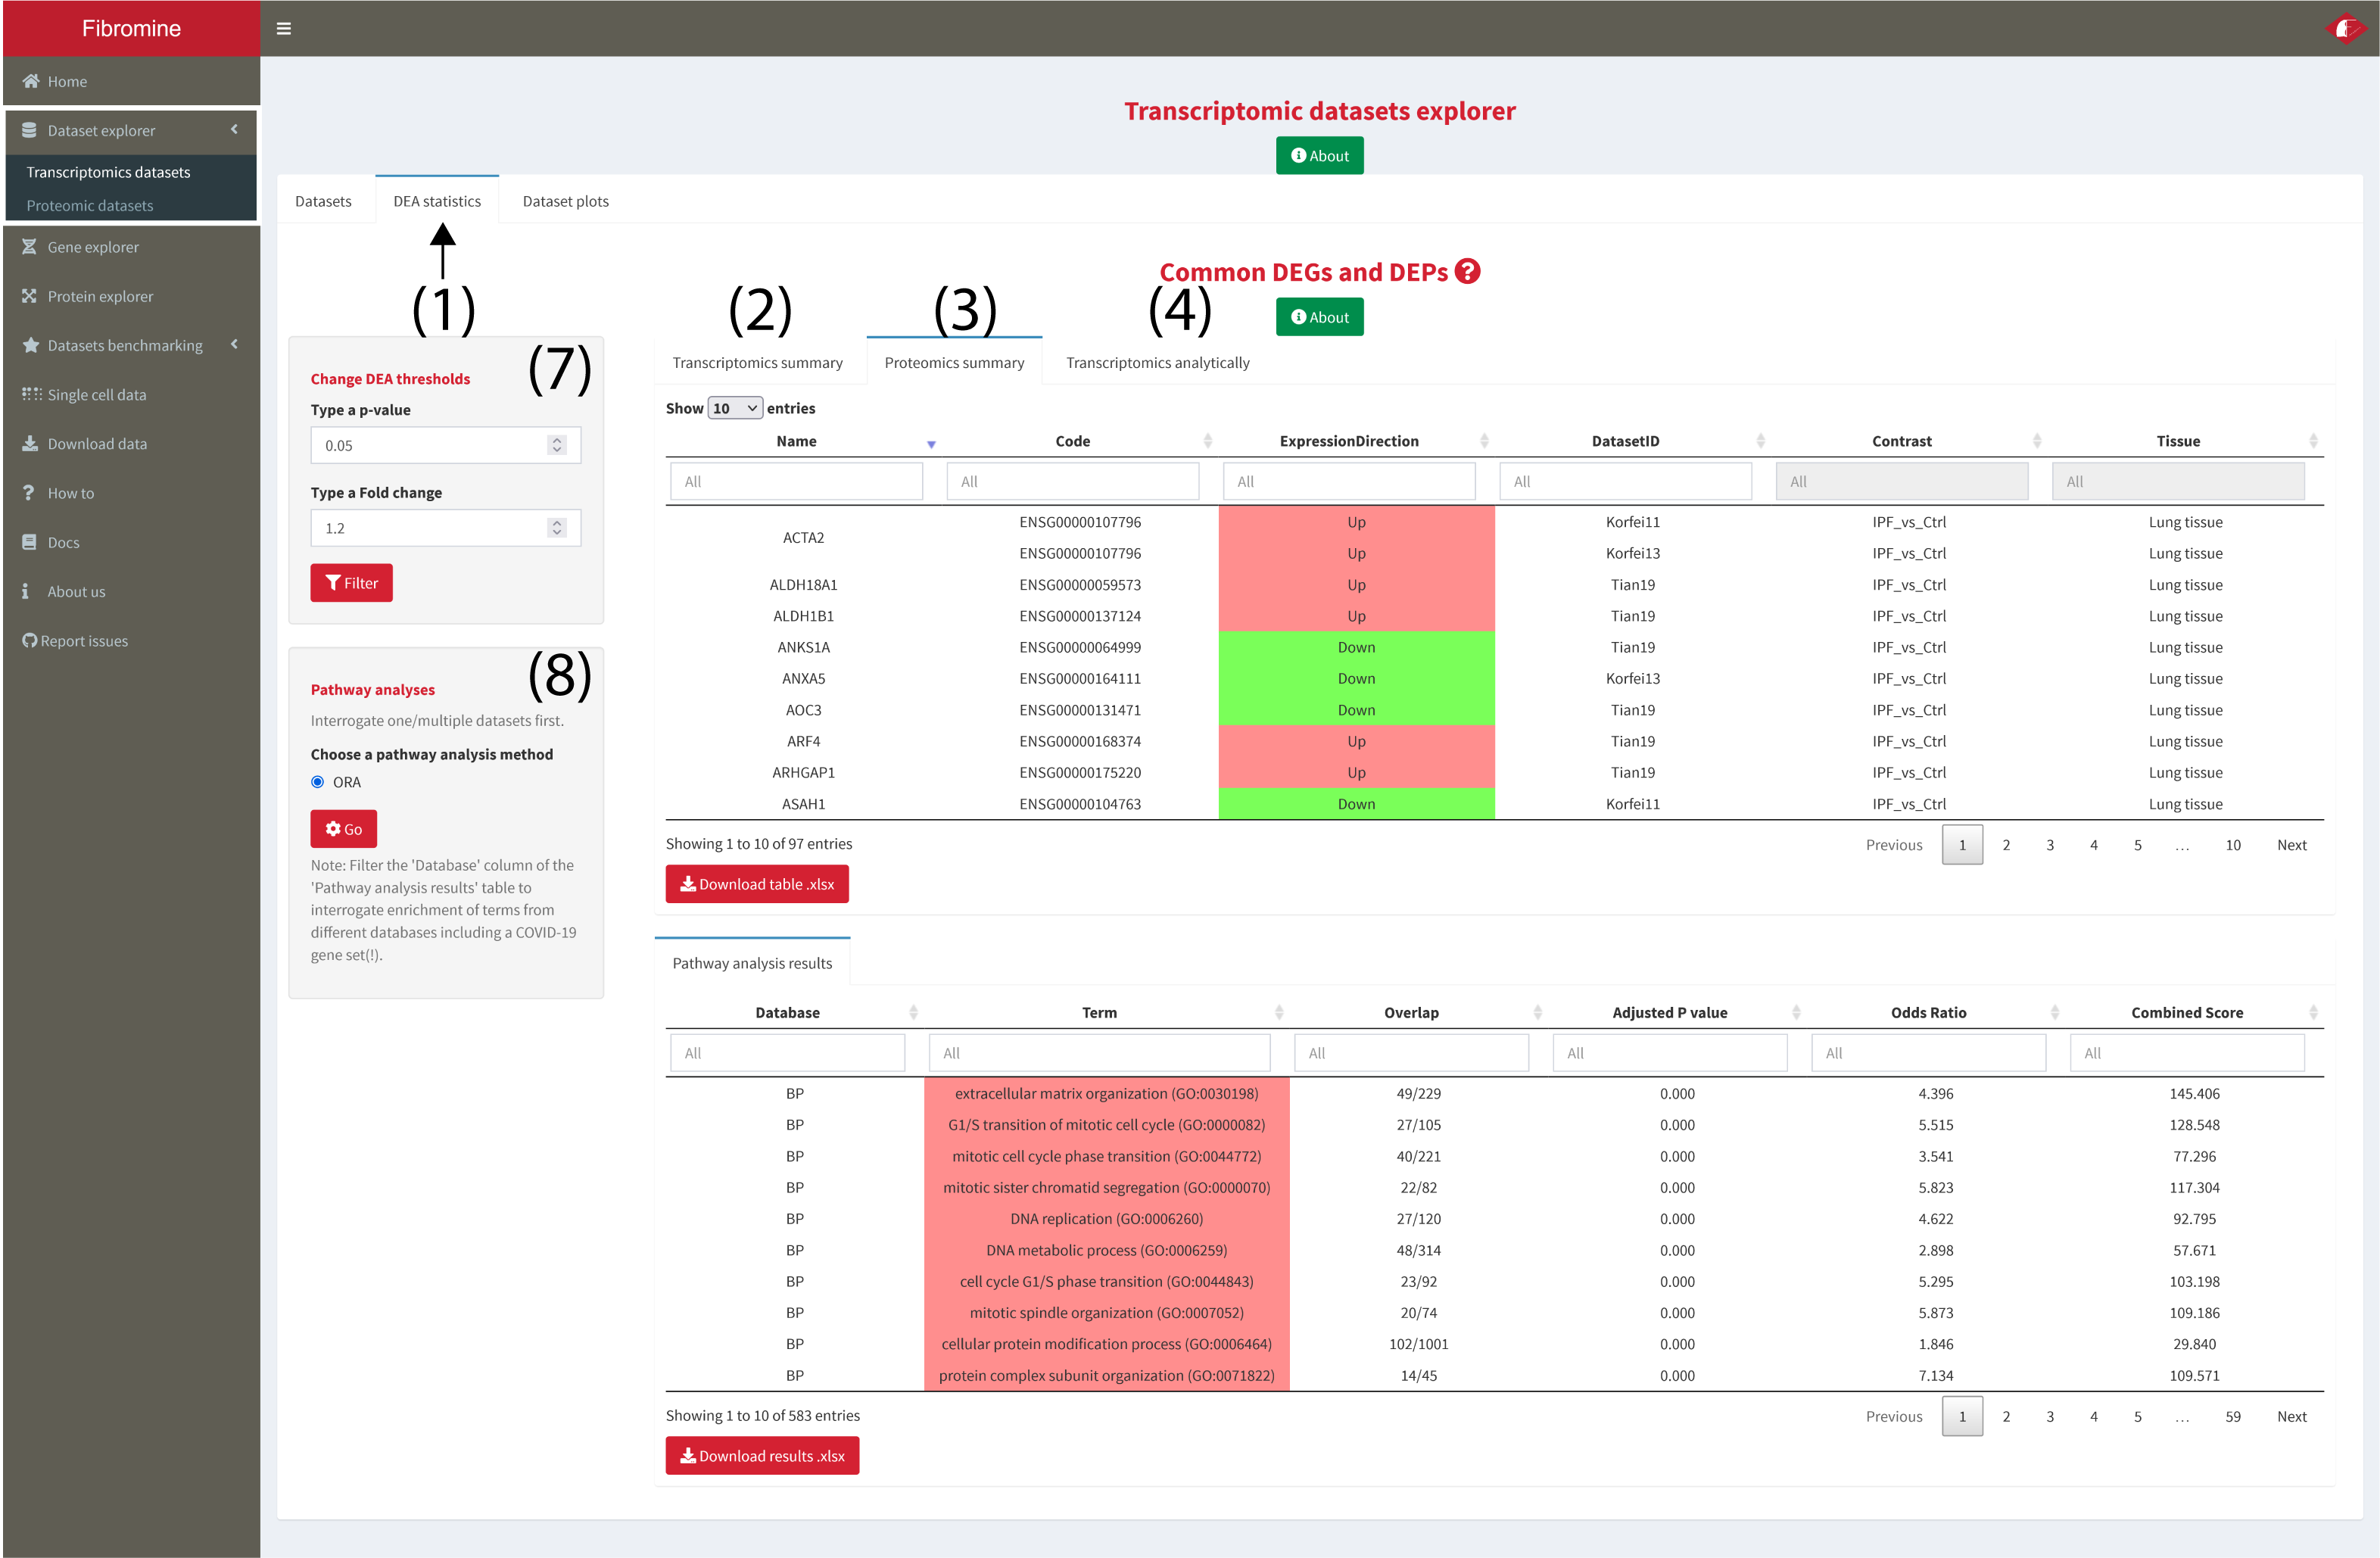 Fibromine
Home
Dataset explorer
Transcriptomics datasets
Proteomic datasets
Gene explorer
Protein explorer
Datasets benchmarking
Single cell data
Download data
How to
Docs
About us
Report issues
Transcriptomic datasets explorer
About
Datasets DEA statistics Dataset plots
(1)
Common DEGs and DEPs
About
(2) (3) (4)
(7)
Change DEA thresholds
Type a p-value
0.05
Type a Fold change
1.2
Filter
(8)
Pathway analyses
Interrogate one/multiple datasets first.
Choose a pathway analysis method
ORA
Go
Note: Filter the 'Database' column of the
'Pathway analysis results' table to
interrogate enrichment of terms from
different databases including a COVID-19
gene set(!).
Transcriptomics summary Proteomics summary Transcriptomics analytically
Show 10 entries
Name Code ExpressionDirection DatasetID Contrast Tissue
All All All All All All
ACTA2 ENSG00000107796 Up Korfei11 IPF_vs_Ctrl Lung tissue
ENSG00000107796 Up Korfei13 IPF_vs_Ctrl Lung tissue
ALDH18A1 ENSG00000059573 Up Tian19 IPF_vs_Ctrl Lung tissue
ALDH1B1 ENSG00000137124 Up Tian19 IPF_vs_Ctrl Lung tissue
ANKS1A ENSG00000064999 Down Tian19 IPF_vs_Ctrl Lung tissue
ANXA5 ENSG00000164111 Down Korfei13 IPF_vs_Ctrl Lung tissue
AOC3 ENSG00000131471 Down Tian19 IPF_vs_Ctrl Lung tissue
ARF4 ENSG00000168374 Up Tian19 IPF_vs_Ctrl Lung tissue
ARHGAP1 ENSG00000175220 Up Tian19 IPF_vs_Ctrl Lung tissue
ASAH1 ENSG00000104763 Down Korfei11 IPF_vs_Ctrl Lung tissue
Showing 1 to 10 of 97 entries Previous 1 2 3 4 5 ... 10 Next
Download table .xlsx
Pathway analysis results
Database Term Overlap Adjusted P value Odds Ratio Combined Score
All All All All All All
BP extracellular matrix organization (GO:0030198) 49/229 0.000 4.396 145.406
BP G1/S transition of mitotic cell cycle (GO:0000082) 27/105 0.000 5.515 128.548
BP mitotic cell cycle phase transition (GO:0044772) 40/221 0.000 3.541 77.296
BP mitotic sister chromatid segregation (GO:0000070) 22/82 0.000 5.823 117.304
BP DNA replication (GO:0006260) 27/120 0.000 4.622 92.795
BP DNA metabolic process (GO:0006259) 48/314 0.000 2.898 57.671
BP cell cycle G1/S phase transition (GO:0044843) 23/92 0.000 5.295 103.198
BP mitotic spindle organization (GO:0007052) 20/74 0.000 5.873 109.186
BP cellular protein modification process (GO:0006464) 102/1001 0.000 1.846 29.840
BP protein complex subunit organization (GO:0071822) 14/45 0.000 7.134 109.571
Showing 1 to 10 of 583 entries Previous 1 2 3 4 5 ... 59 Next
Download results .xlsx